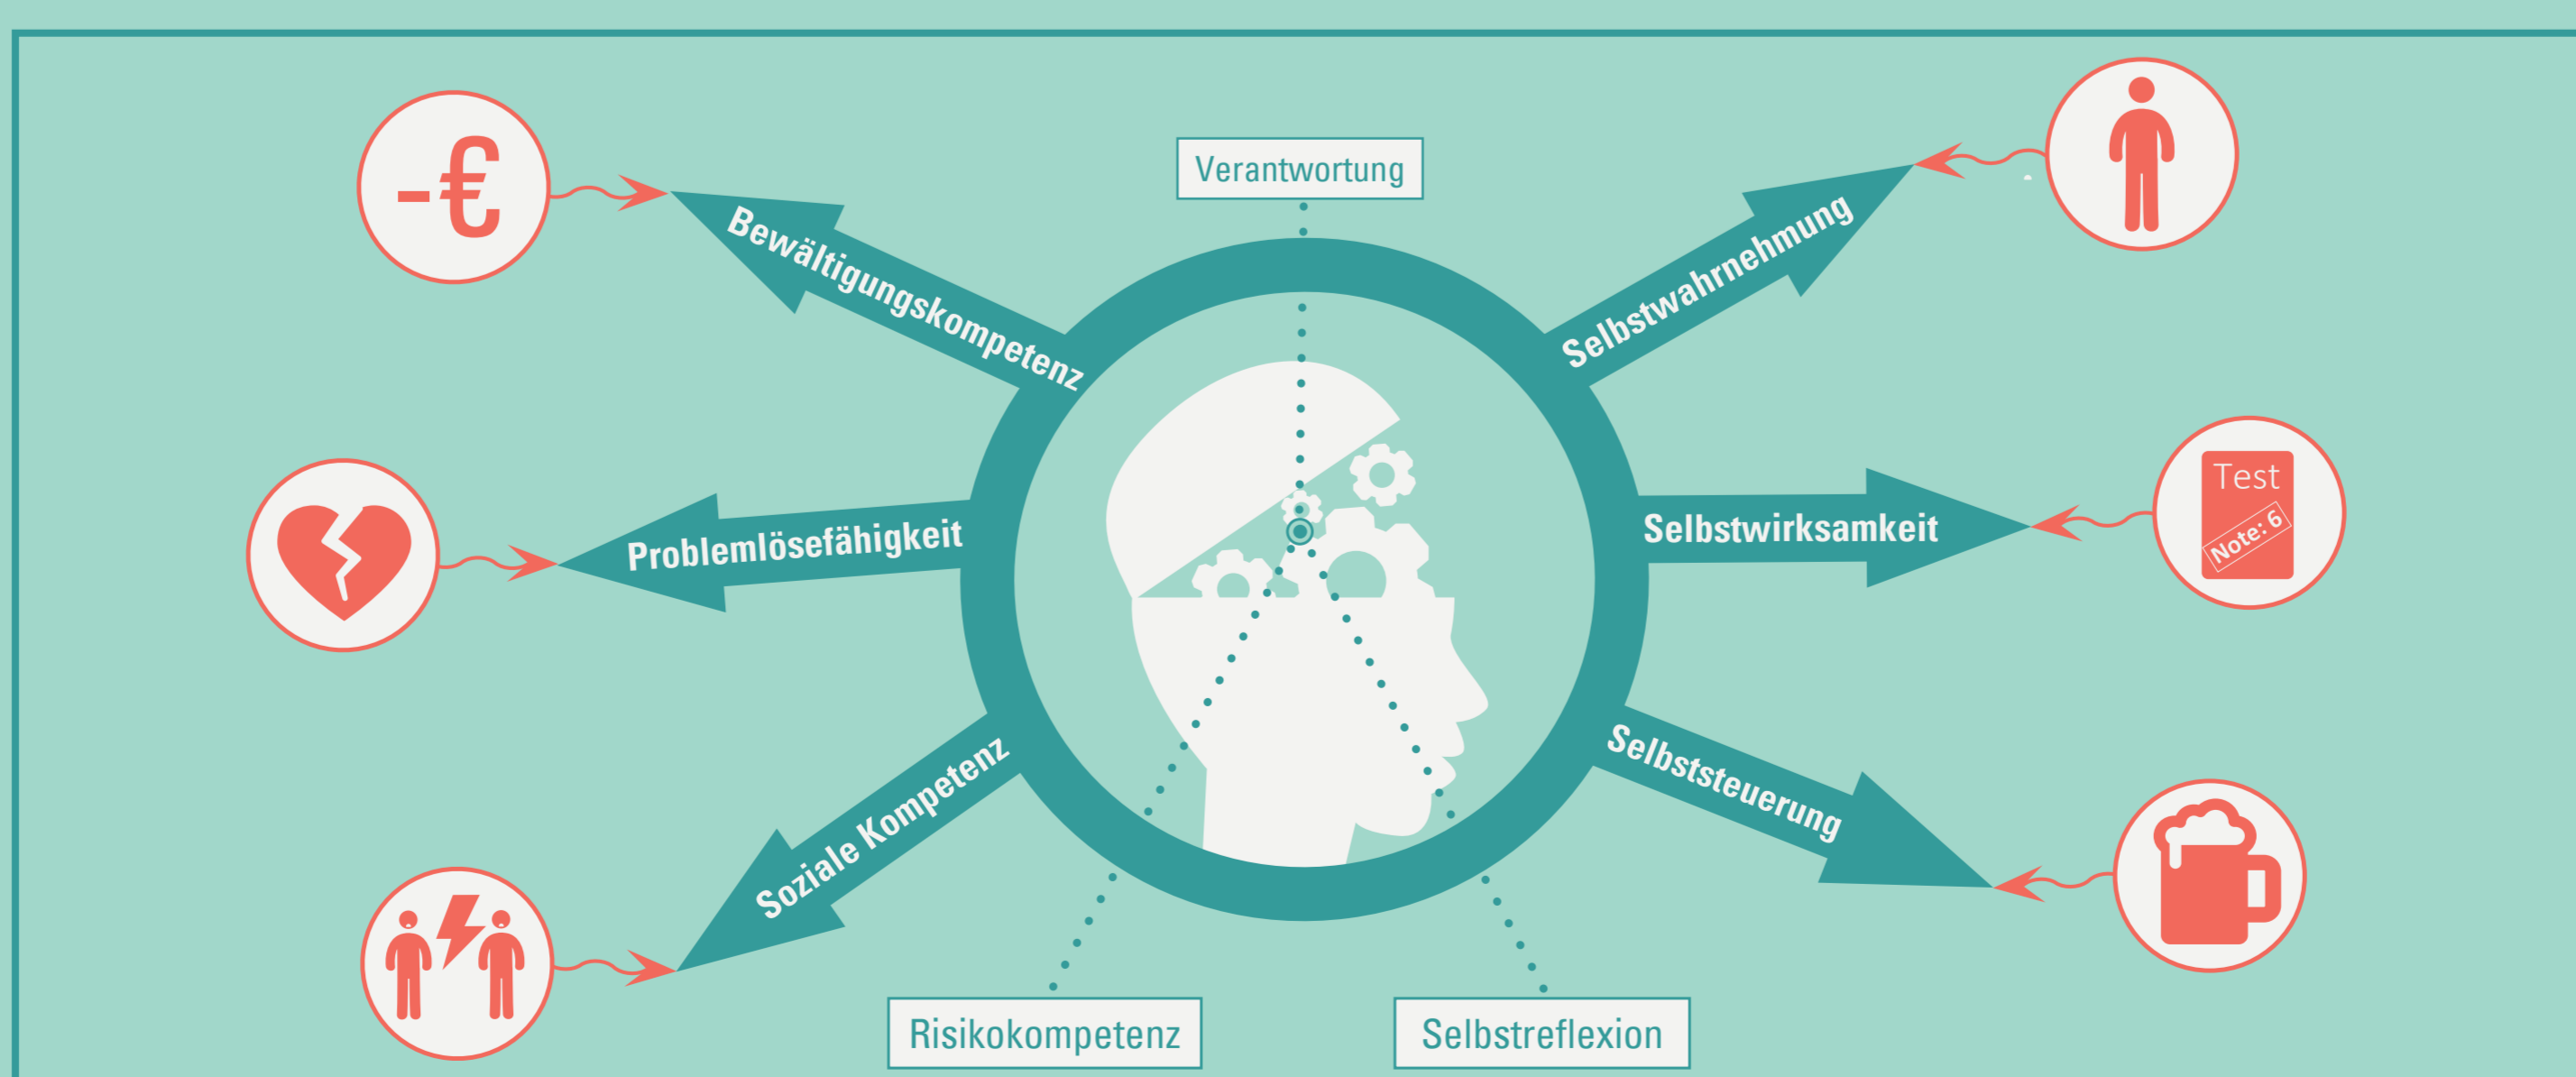 -€
Verantwortung
Bewältigungskompetenz
Selbstwahrnehmung
Problemlösefähigkeit
Selbstwirksamkeit
Test
Note: 6
Soziale Kompetenz
Selbststeuerung
Risikokompetenz
Selbstreflexion